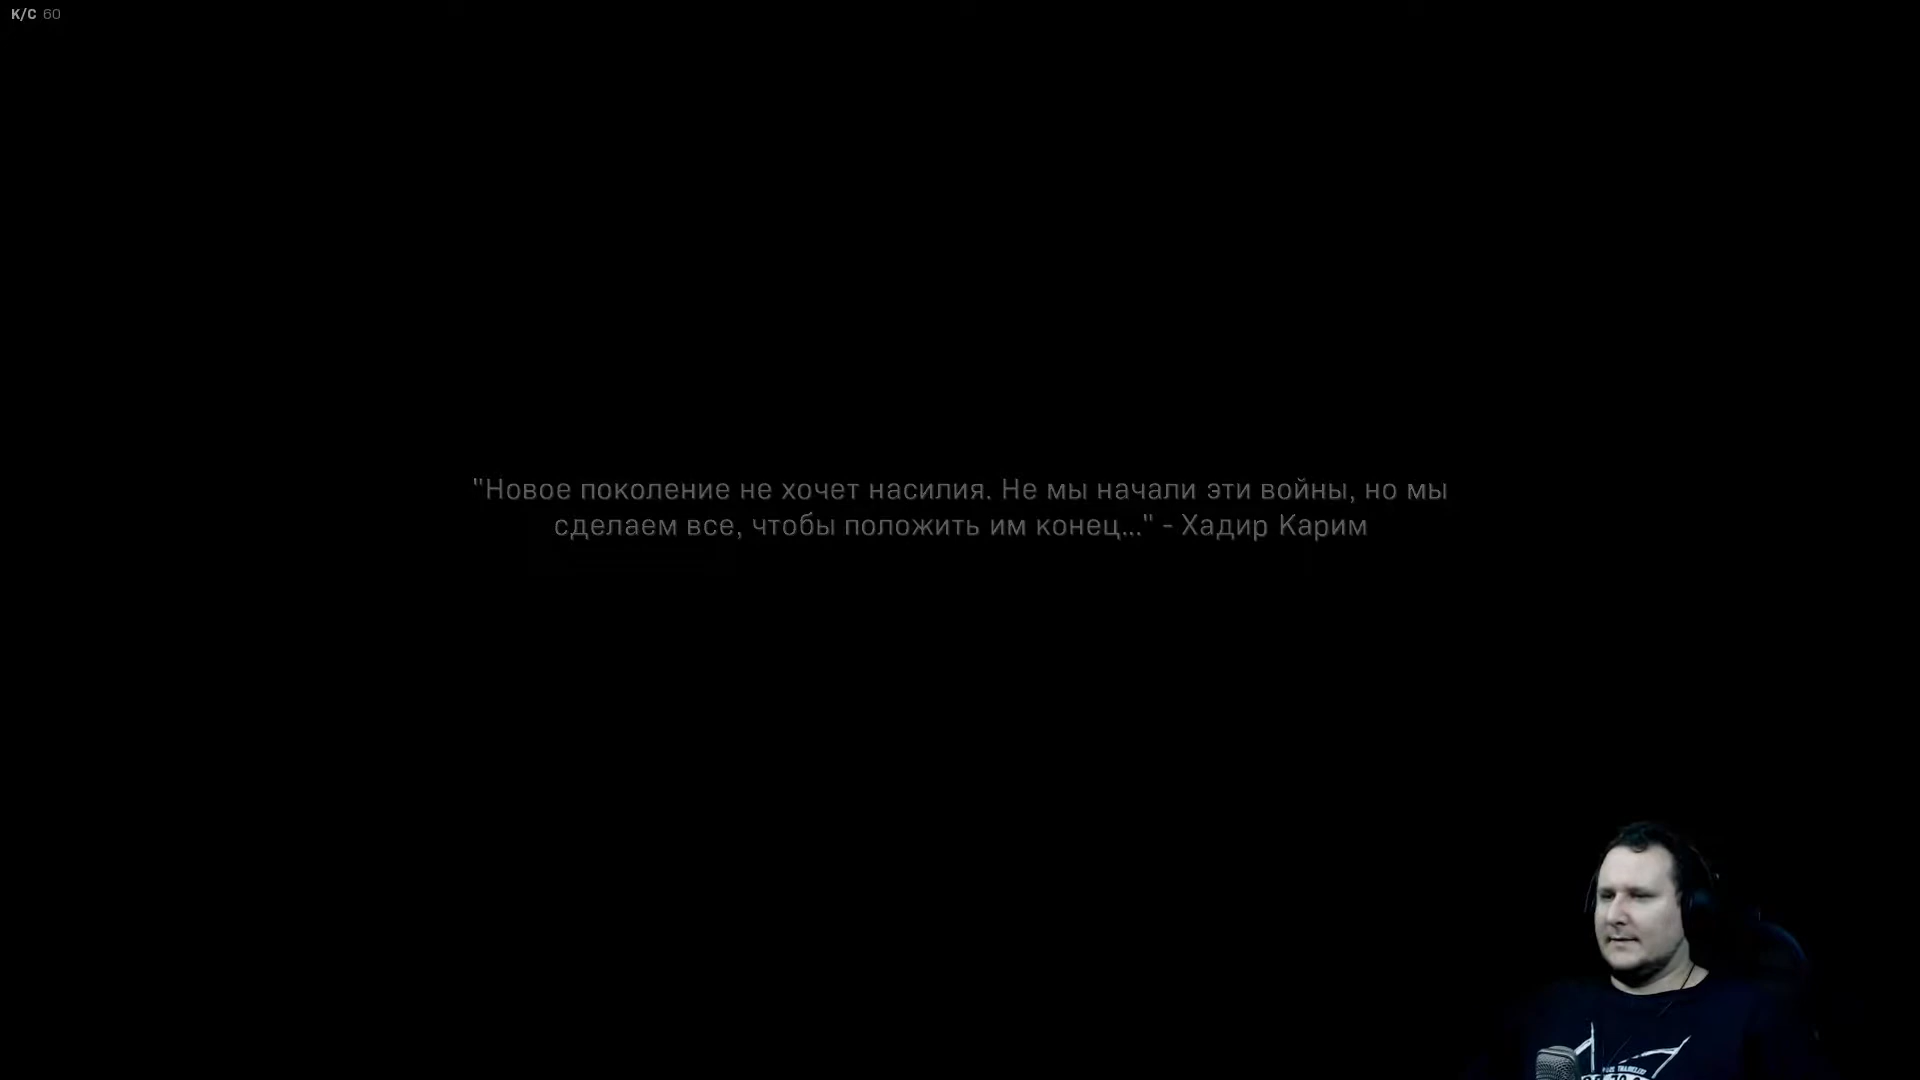 K/C 60
"Новое поколение не хочет насилия. Не мы начали эти войны, но мы
сделаем все, чтобы положить им конец..." - Хадир Карим